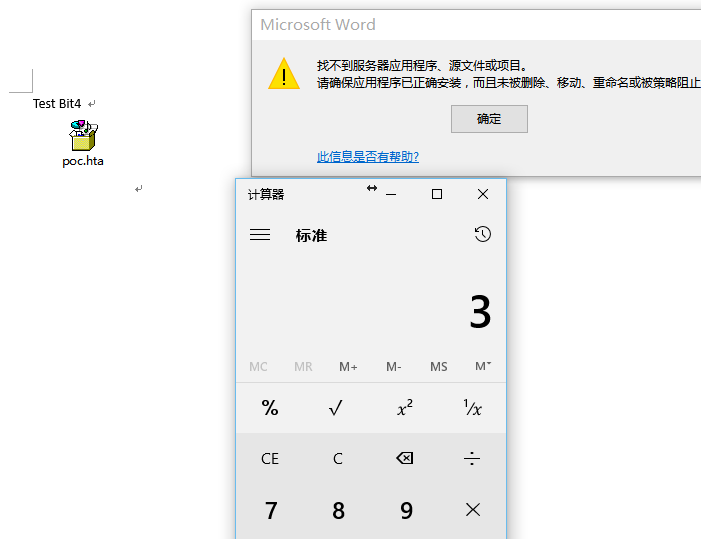 Microsoft Word
找不到服务器应用程序、源文件或项目。
请确保应用程序已正确安装，而且未被删除、移动、重命名或被策略阻止
确定
此信息是否有帮助?
Test Bit4
poc.hta
计算器
标准
3
MC MR M+ M- MS M
% √ x² ¹/x
CE C ÷
7 8 9 ×